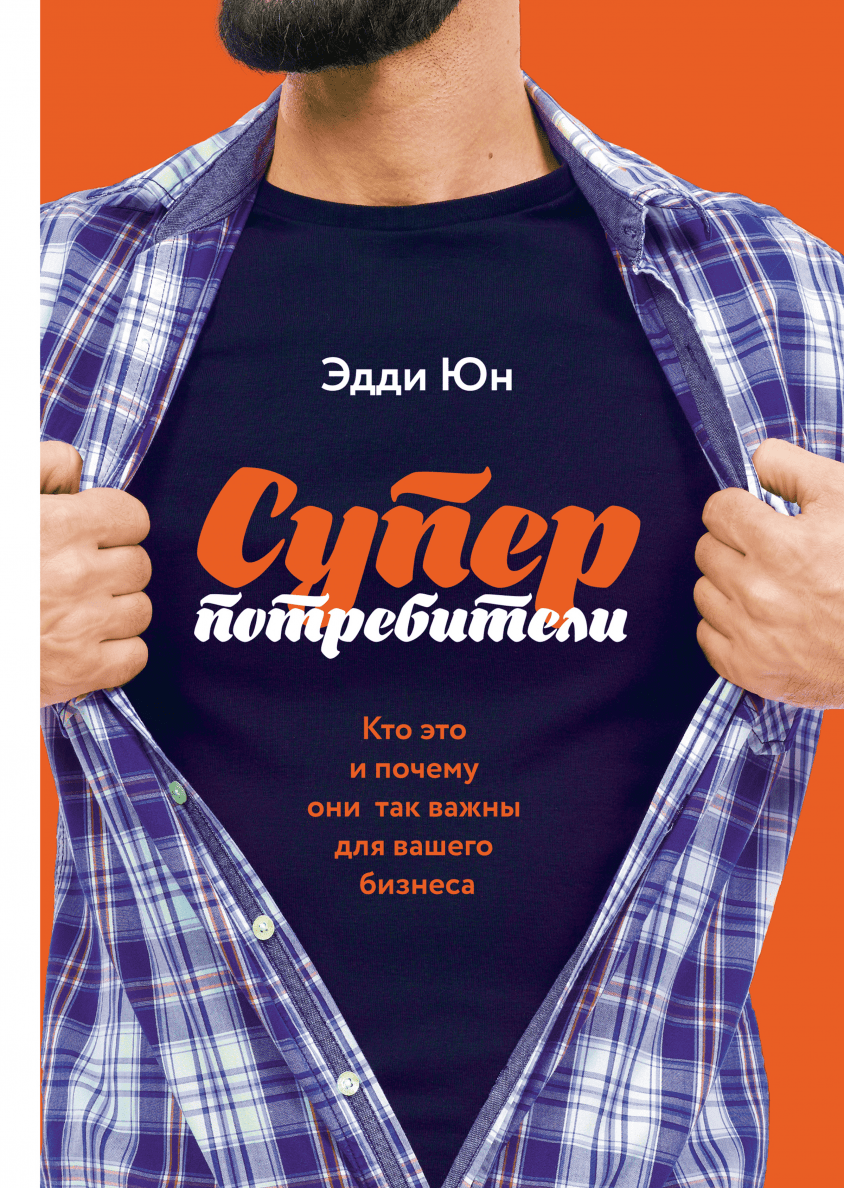 Эдди Юн
Супер
потребители
Кто это
и почему
они так важны
для вашего
бизнеса